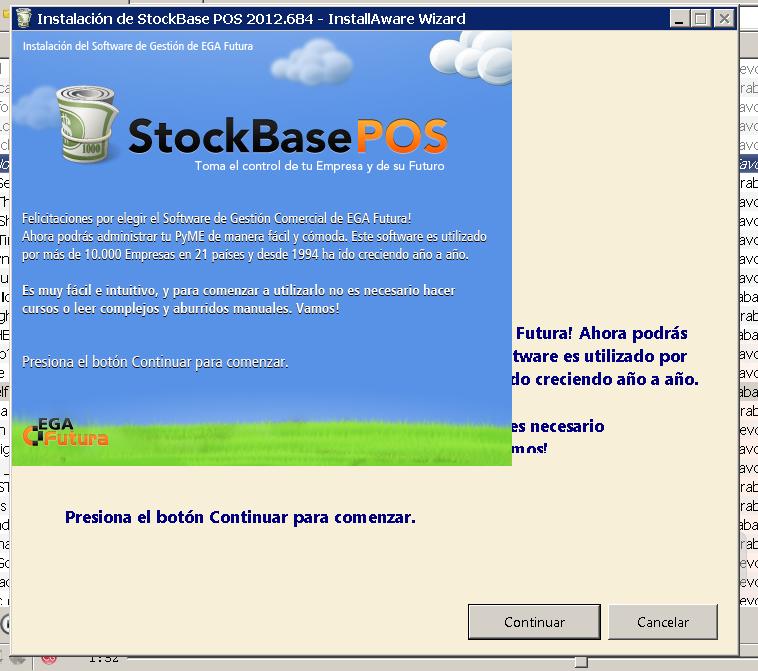 Instalación de StockBase POS 2012.684 - InstallAware Wizard
Instalación del Software de Gestión de EGA Futura
1000
StockBasePOS
Toma el control de tu Empresa y de su Futuro
Felicitaciones por elegir el Software de Gestión Comercial de EGA Futura!
Ahora podrás administrar tu PyME de manera fácil y cómoda. Este software es utilizado
por más de 10.000 Empresas en 21 países y desde 1994 ha ido creciendo año a año.
Es muy fácil e intuitivo, y para comenzar a utilizarlo no es necesario hacer
cursos o leer complejos y aburridos manuales. Vamos!
Presiona el botón Continuar para comenzar.
Futura! Ahora podrás
tware es utilizado por
do creciendo año a año.
es necesario
mos!
EGA
Futura
Presiona el botón Continuar para comenzar.
Continuar
Cancelar
1:52